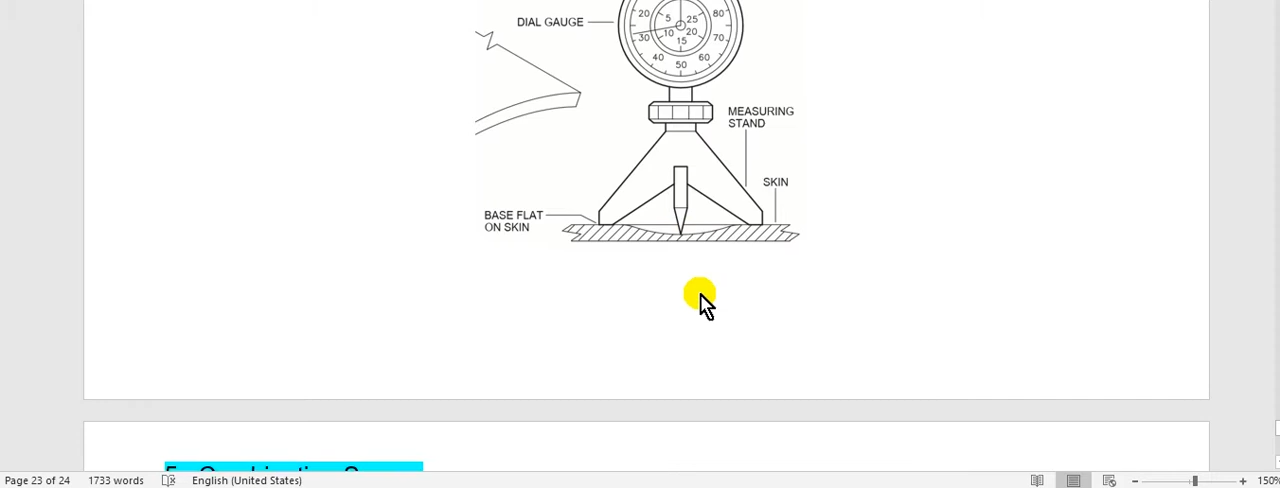 DIAL GAUGE
20 80
5 25
30 10 20 70
15
40 60
50
MEASURING
STAND
SKIN
BASE FLAT
ON SKIN
Page 23 of 24 1733 words English (United States) 150%